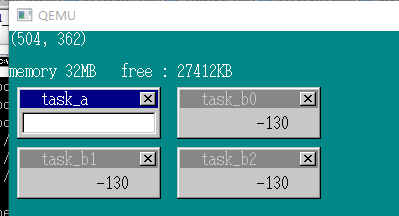 QEMU
(504, 362)
memory 32MB free : 27412KB
task_a
task_b0
-130
task_b1
task_b2
-130
-130